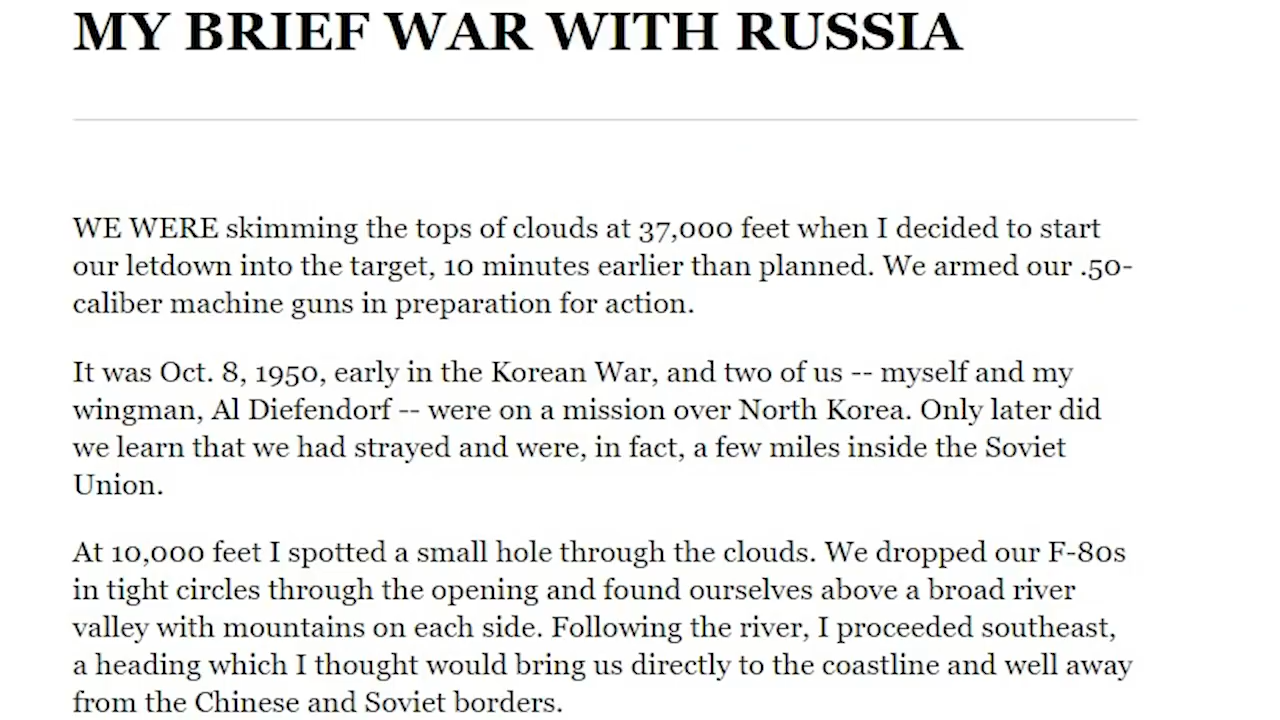 MY BRIEF WAR WITH RUSSIA
WE WERE skimming the tops of clouds at 37,000 feet when I decided to start
our letdown into the target, 10 minutes earlier than planned. We armed our .50-
caliber machine guns in preparation for action.
It was Oct. 8, 1950, early in the Korean War, and two of us -- myself and my
wingman, Al Diefendorf -- were on a mission over North Korea. Only later did
we learn that we had strayed and were, in fact, a few miles inside the Soviet
Union.
At 10,000 feet I spotted a small hole through the clouds. We dropped our F-80s
in tight circles through the opening and found ourselves above a broad river
valley with mountains on each side. Following the river, I proceeded southeast,
a heading which I thought would bring us directly to the coastline and well away
from the Chinese and Soviet borders.